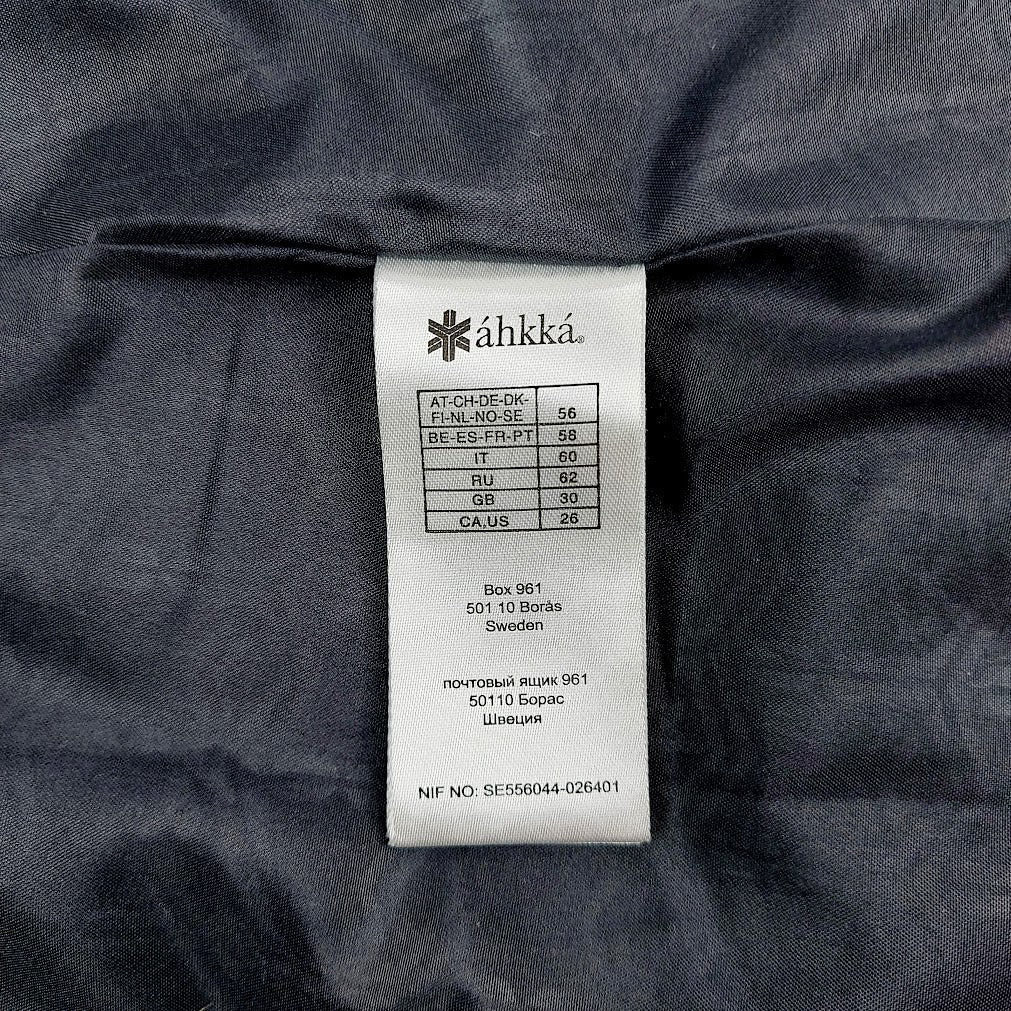 áhkká®
AT-CH-DE-DK-
FI-NL-NO-SE 56
BE-ES-FR-PT 58
IT 60
RU 62
GB 30
CA,US 26
Box 961
501 10 Borås
Sweden
почтовый ящик 961
50110 Борас
Швеция
NIF NO: SE556044-026401